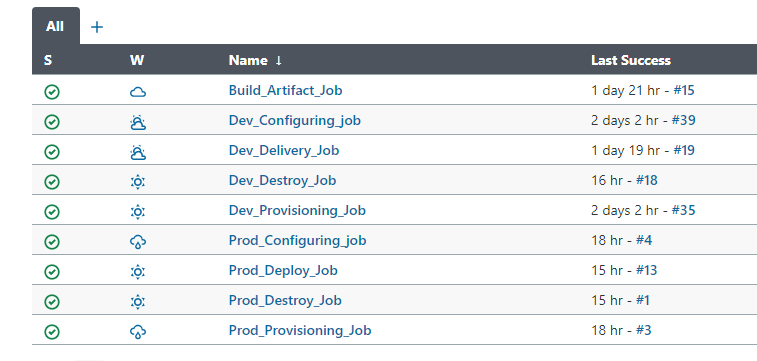 All +
S W Name ↓ Last Success
Build_Artifact_Job 1 day 21 hr - #15
Dev_Configuring_job 2 days 2 hr - #39
Dev_Delivery_Job 1 day 19 hr - #19
Dev_Destroy_Job 16 hr - #18
Dev_Provisioning_Job 2 days 2 hr - #35
Prod_Configuring_job 18 hr - #4
Prod_Deploy_Job 15 hr - #13
Prod_Destroy_Job 15 hr - #1
Prod_Provisioning_Job 18 hr - #3